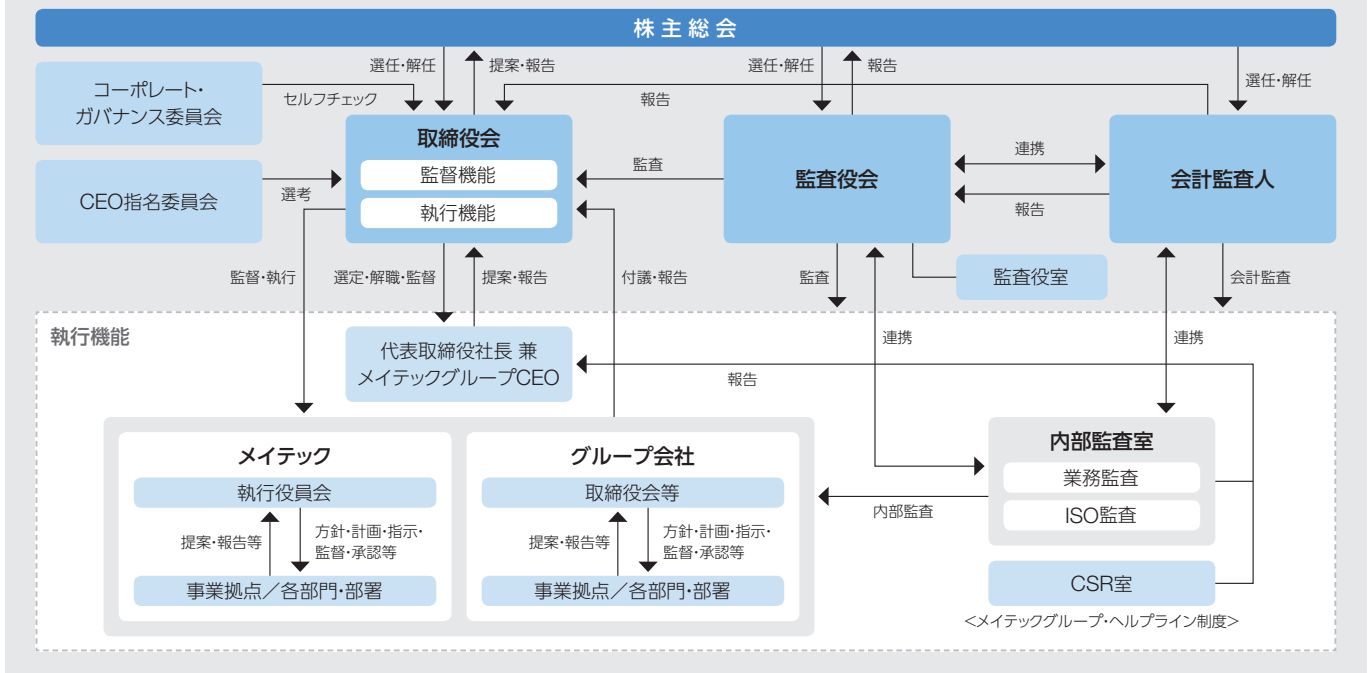 株主総会
選任・解任
提案・報告
選任・解任
報告
選任・解任
コーポレート・
ガバナンス委員会
セルフチェック
報告
取締役会
監督機能
執行機能
監査
監査役会
連携
報告
会計監査人
CEO指名委員会
選考
監督・執行
選定・解職・監督
提案・報告
付議・報告
監査
監査役室
会計監査
執行機能
代表取締役社長 兼
メイテックグループCEO
連携
連携
報告
メイテック
執行役員会
提案・報告等
方針・計画・指示・
監督・承認等
事業拠点／各部門・部署
グループ会社
取締役会等
提案・報告等
方針・計画・指示・
監督・承認等
事業拠点／各部門・部署
内部監査
内部監査室
業務監査
ISO監査
CSR室
<メイテックグループ・ヘルプライン制度>